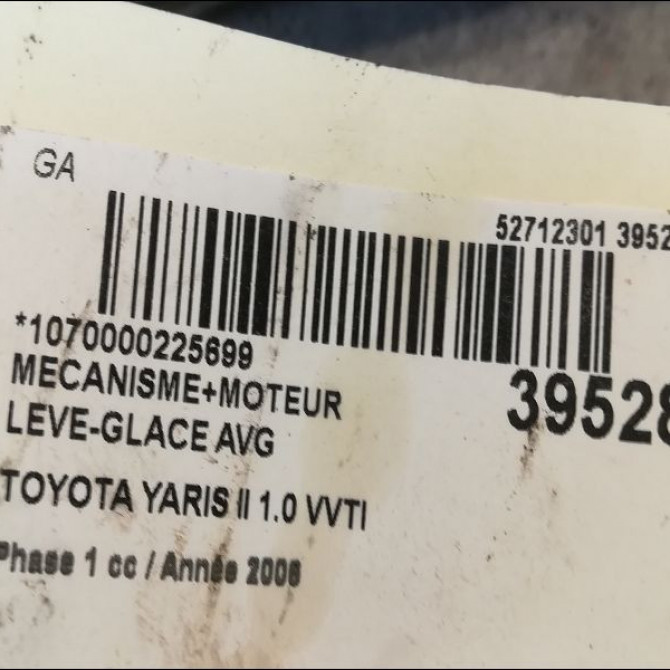 GA
52712301 3952
*1070000225699
MECANISME+MOTEUR
39528
LEVE-GLACE AVG
TOYOTA YARIS II 1.0 VVTI
Phase 1 cc / Année 2006